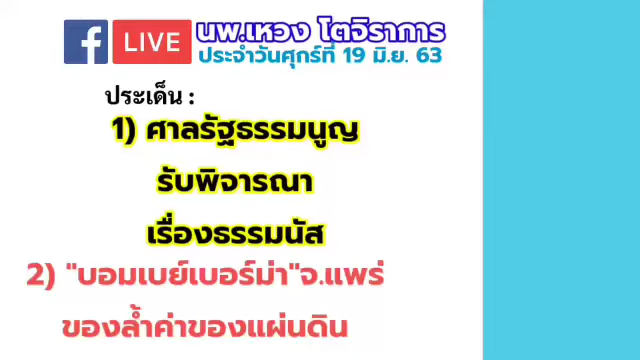 LIVE
นพ.เหวง โตจิราการ
ประจำวันศุกร์ที่ 19 มิ.ย. 63
ประเด็น :
1) ศาลรัฐธรรมนูญ
รับพิจารณา
เรื่องธรรมนัส
2) "บอมเบย์เบอร์ม่า"จ.แพร่
ของล้ำค่าของแผ่นดิน